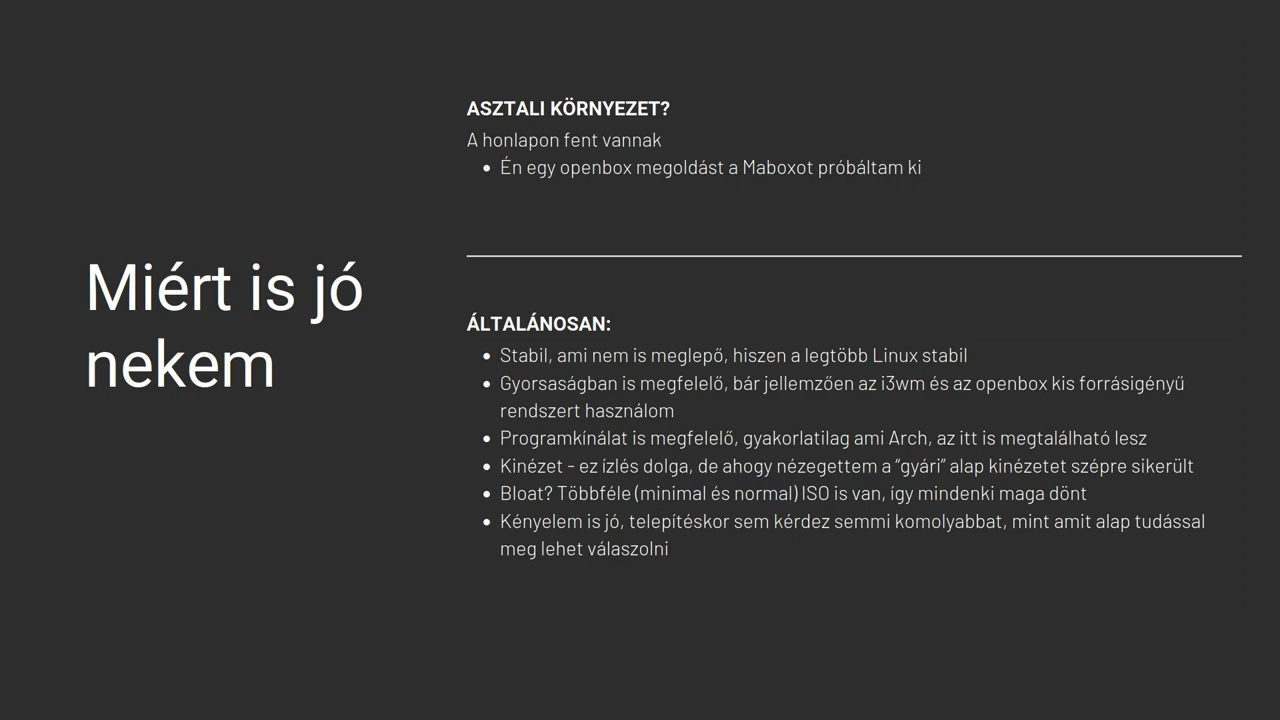 Miért is jó
nekem
ASZTALI KÖRNYEZET?
A honlapon fent vannak
• Én egy openbox megoldást a Maboxot próbáltam ki
ÁLTALÁNOSAN:
• Stabil, ami nem is meglepő, hiszen a legtöbb Linux stabil
• Gyorsaságban is megfelelő, bár jellemzően az i3wm és az openbox kis forrásigényű
rendszert használom
• Programkínálat is megfelelő, gyakorlatilag ami Arch, az itt is megtalálható lesz
• Kinézet - ez ízlés dolga, de ahogy nézegettem a “gyári” alap kinézetet szépre sikerült
• Bloat? Többféle (minimal és normal) ISO is van, így mindenki maga dönt
• Kényelem is jó, telepítéskor sem kérdez semmi komolyabbat, mint amit alap tudással
meg lehet válaszolni